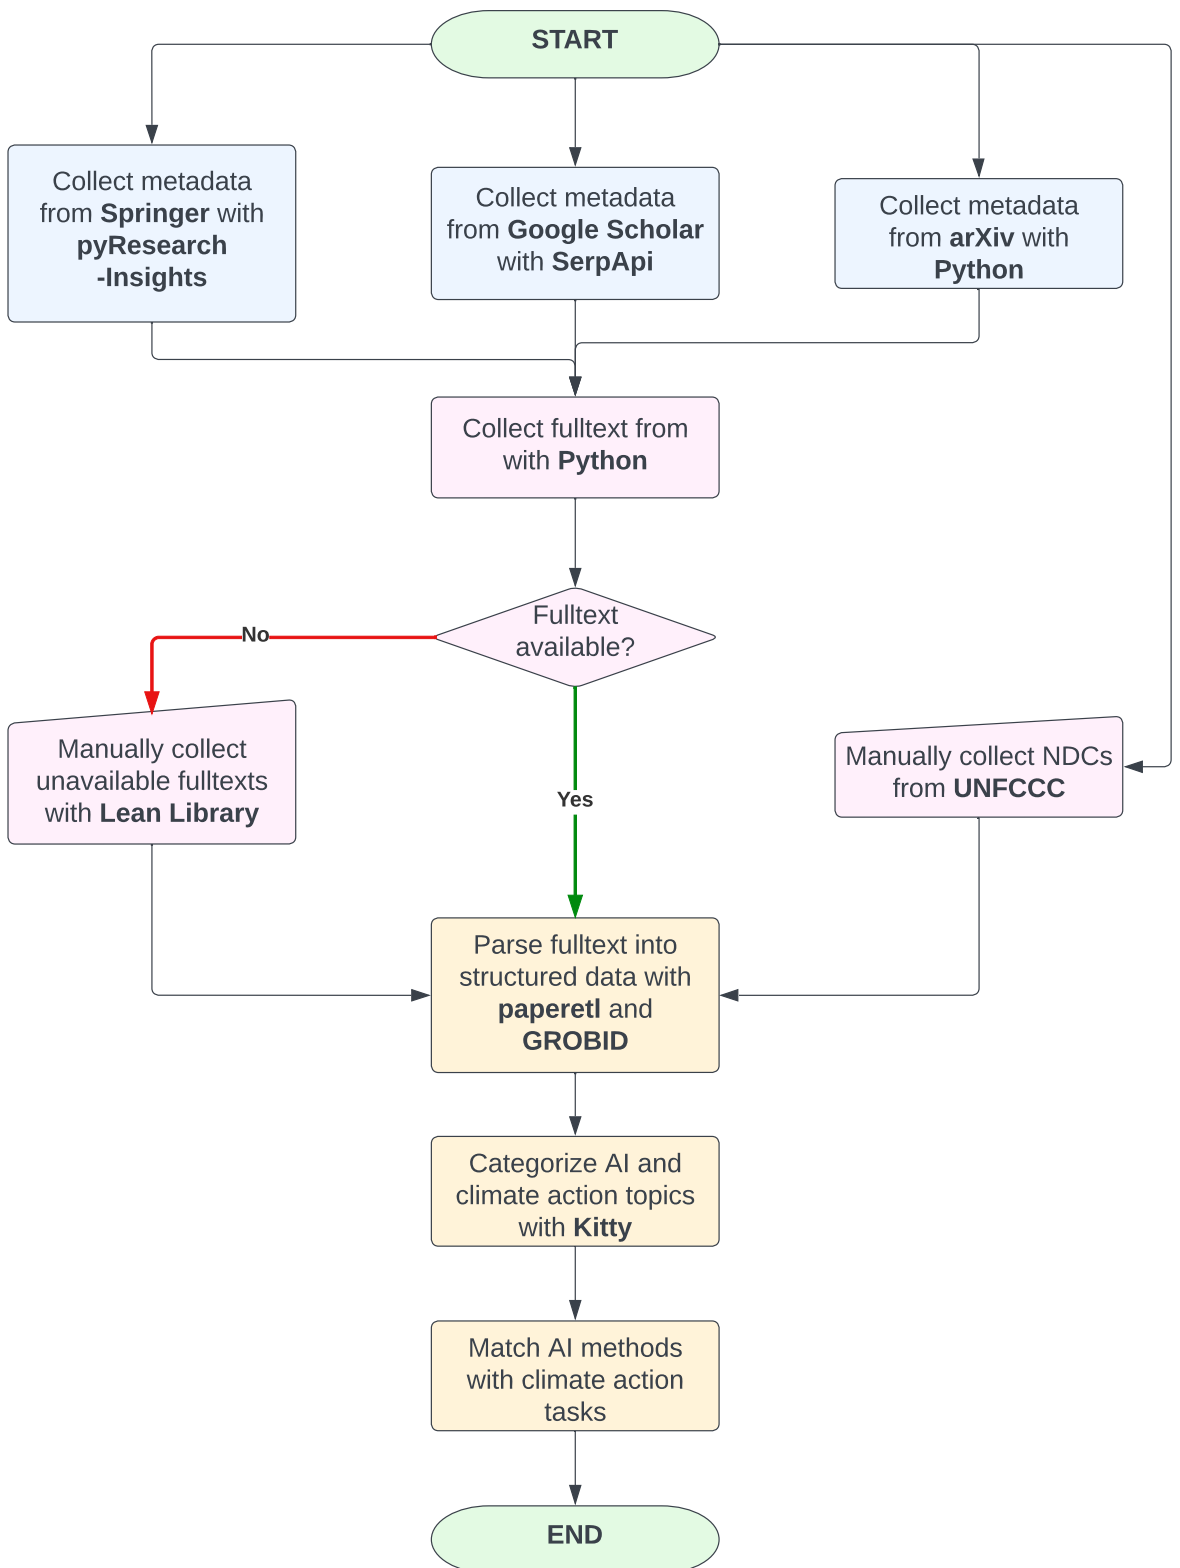 START
Collect metadata
from Springer with
pyResearch
-Insights
Collect metadata
from Google Scholar
with SerpApi
Collect metadata
from arXiv with
Python
Collect fulltext from
with Python
Fulltext
available?
No
Manually collect
unavailable fulltexts
with Lean Library
Yes
Manually collect NDCs
from UNFCCC
Parse fulltext into
structured data with
paperetl and
GROBID
Categorize AI and
climate action topics
with Kitty
Match AI methods
with climate action
tasks
END